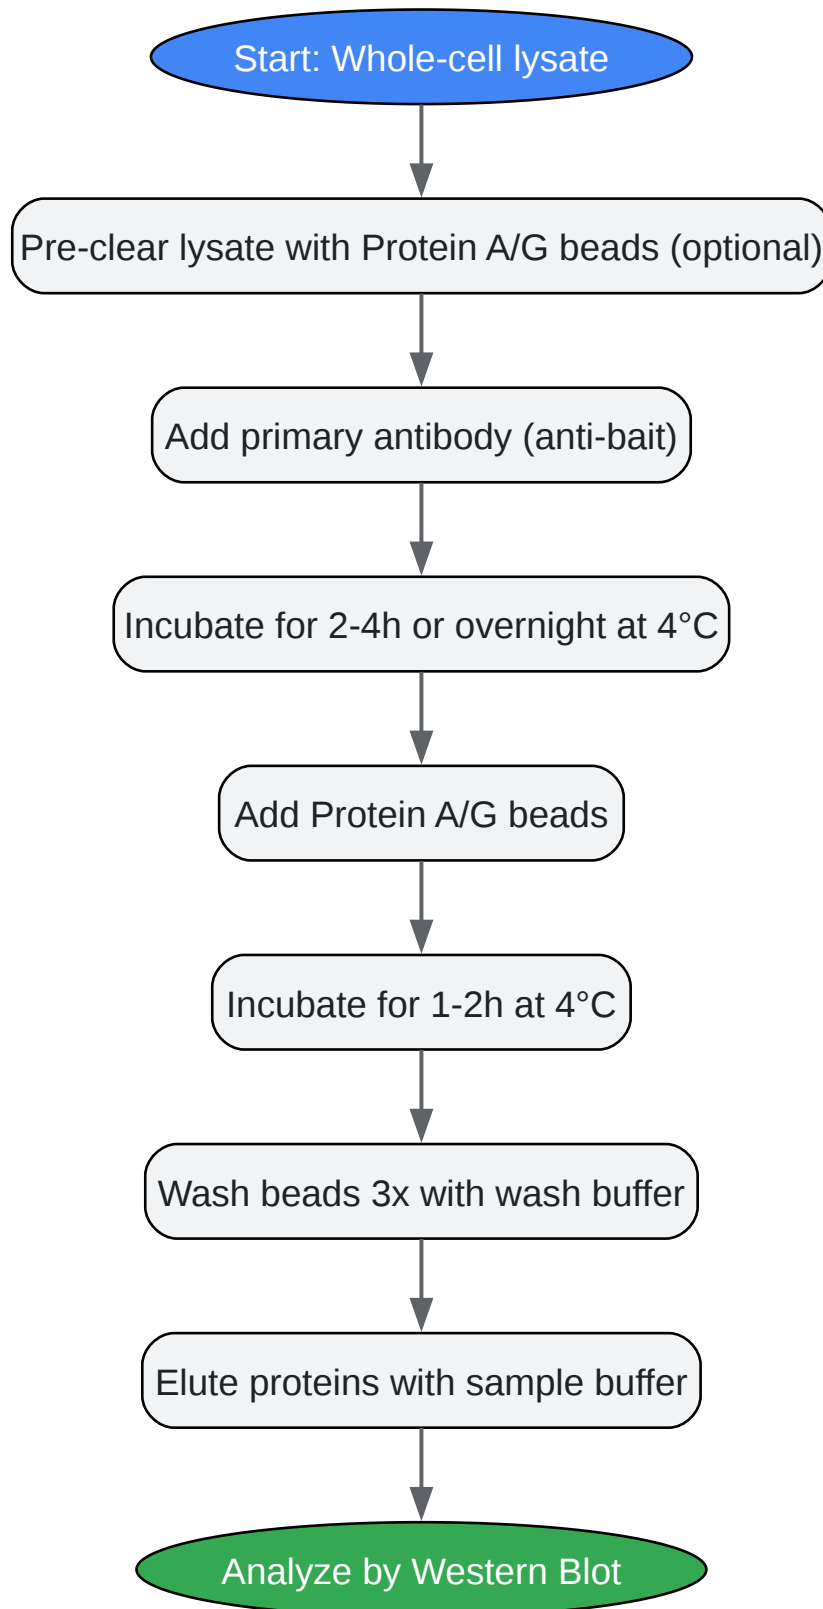 Start: Whole-cell lysate
Pre-clear lysate with Protein A/G beads (optional)
Add primary antibody (anti-bait)
Incubate for 2-4h or overnight at 4°C
Add Protein A/G beads
Incubate for 1-2h at 4°C
Wash beads 3x with wash buffer
Elute proteins with sample buffer
Analyze by Western Blot